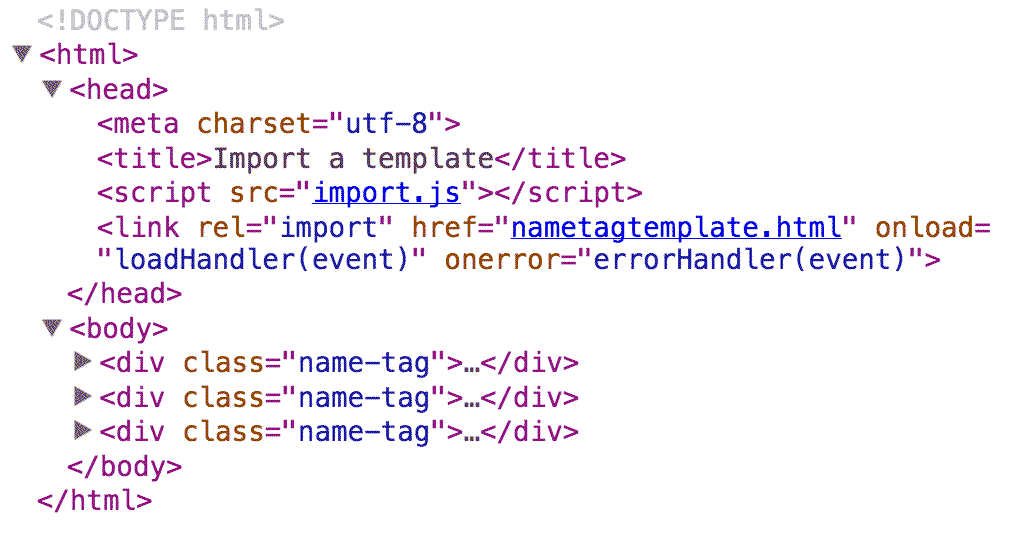 <!DOCTYPE html>
<html>
<head>
<meta charset="utf-8">
<title>Import a template</title>
<script src="import.js"></script>
<link rel="import" href="nametagtemplate.html" onload=
"loadHandler(event)" onerror="errorHandler(event)">
</head>
<body>
<div class="name-tag">…</div>
<div class="name-tag">…</div>
<div class="name-tag">…</div>
</body>
</html>